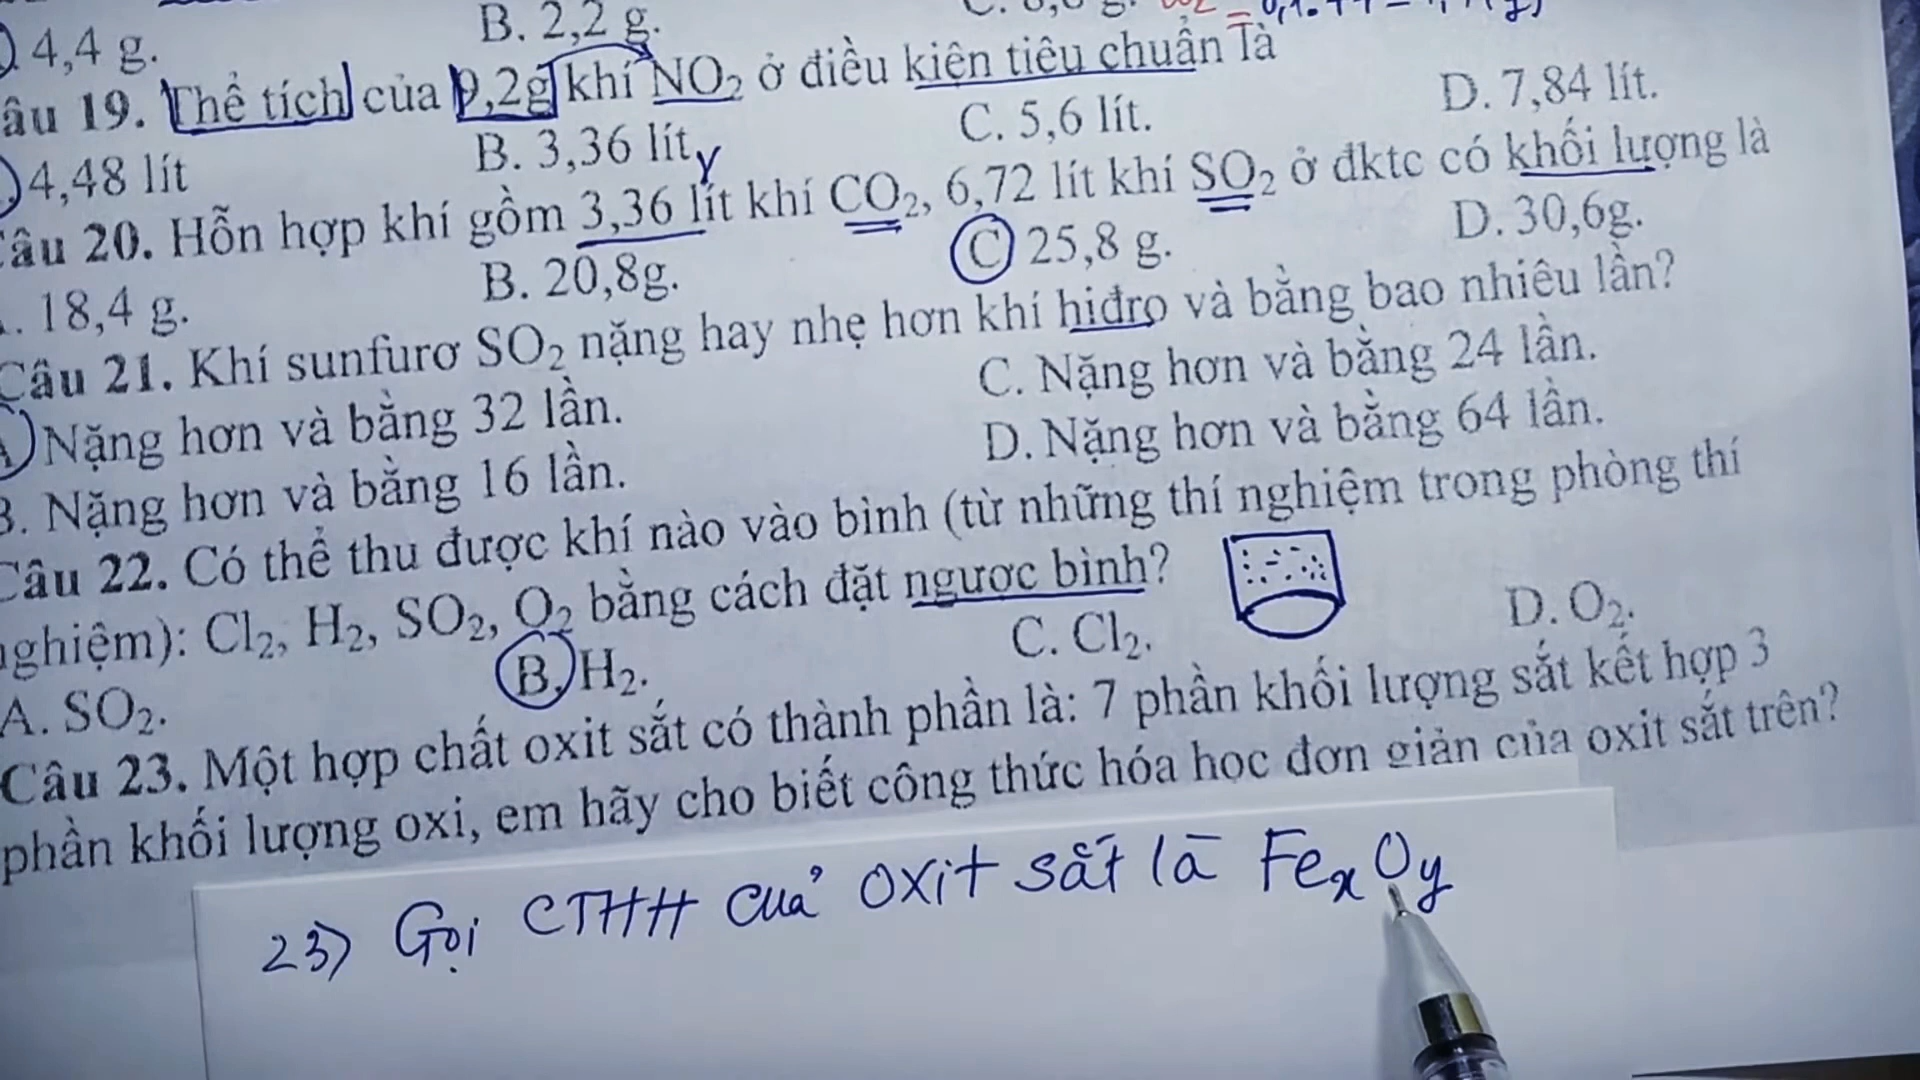 4,4 g.
B. 2,2 g.
âu 19. Thể tích của 9,2g khí NO₂ ở điều kiện tiêu chuẩn là
4,48 lít
B. 3,36 lít
C. 5,6 lít.
D. 7,84 lít.
Câu 20. Hỗn hợp khí gồm 3,36 lít khí CO₂, 6,72 lít khí SO₂ ở đktc có khối lượng là
. 18,4 g.
B. 20,8g.
C 25,8 g.
D. 30,6g.
Câu 21. Khí sunfurơ SO₂ nặng hay nhẹ hơn khí hiđro và bằng bao nhiêu lần?
A Nặng hơn và bằng 32 lần.
C. Nặng hơn và bằng 24 lần.
B. Nặng hơn và bằng 16 lần.
D. Nặng hơn và bằng 64 lần.
Câu 22. Có thể thu được khí nào vào bình (từ những thí nghiệm trong phòng thí
nghiệm): Cl₂, H₂, SO₂, O₂ bằng cách đặt ngược bình?
A. SO₂.
B. H₂.
C. Cl₂.
D. O₂.
Câu 23. Một hợp chất oxit sắt có thành phần là: 7 phần khối lượng sắt kết hợp 3
phần khối lượng oxi, em hãy cho biết công thức hóa học đơn giản của oxit sắt trên?
23) Gọi CTHH của oxit sắt là FexOy